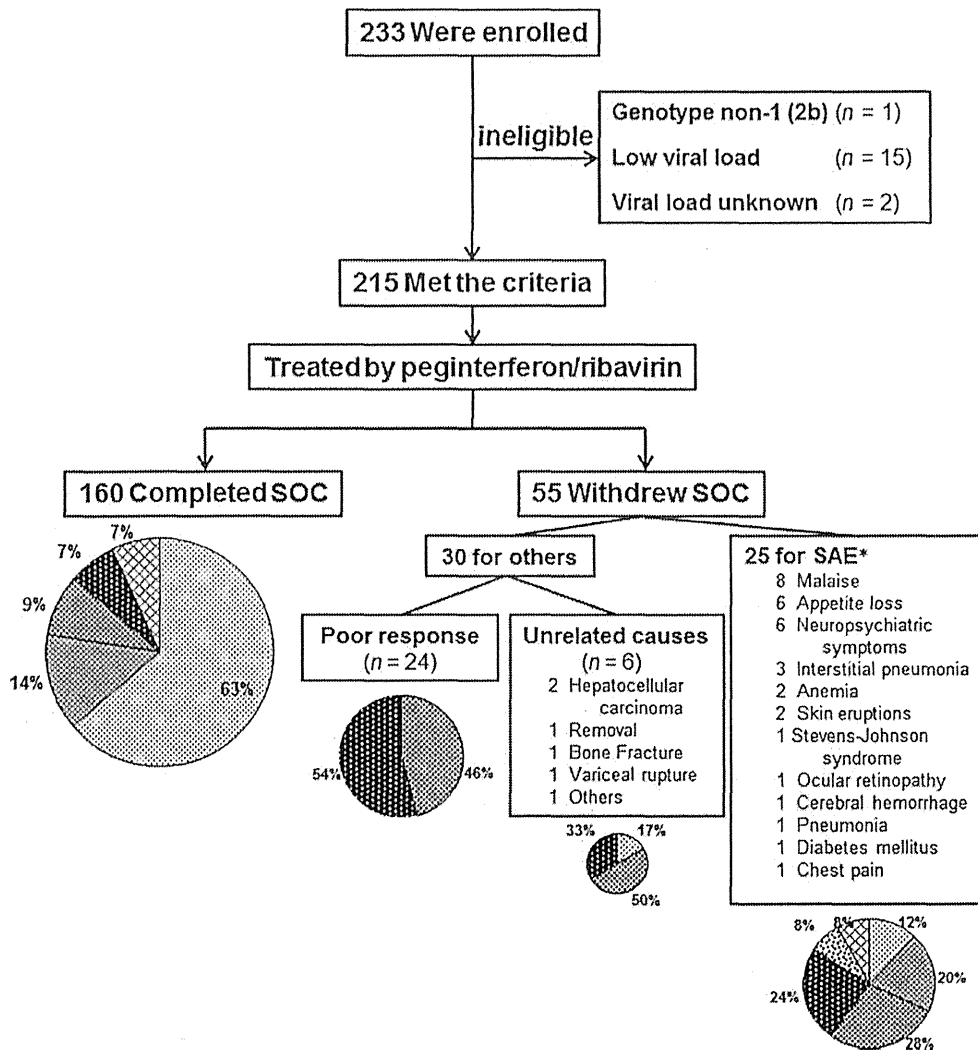 233 Were enrolled
ineligible
Genotype non-1 (2b) (n = 1)
Low viral load (n = 15)
Viral load unknown (n = 2)
215 Met the criteria
Treated by peginterferon/ribavirin
160 Completed SOC
55 Withdrew SOC
7%
7%
9%
14%
63%
30 for others
Poor response
(n = 24)
54%
46%
Unrelated causes
(n = 6)
2 Hepatocellular
carcinoma
1 Removal
1 Bone Fracture
1 Variceal rupture
1 Others
33%
17%
50%
25 for SAE*
8 Malaise
6 Appetite loss
6 Neuropsychiatric
symptoms
3 Interstitial pneumonia
2 Anemia
2 Skin eruptions
1 Stevens-Johnson
syndrome
1 Ocular retinopathy
1 Cerebral hemorrhage
1 Pneumonia
1 Diabetes mellitus
1 Chest pain
8%
8%
12%
20%
24%
28%